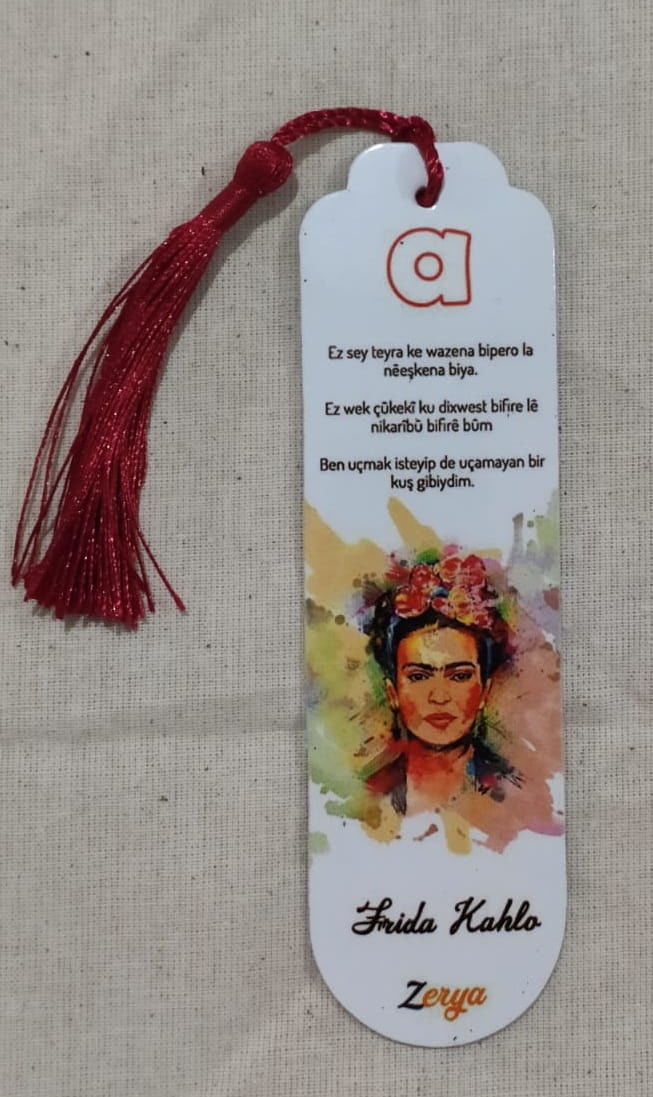 a
Ez sey teyra ke wazena bipero la
nêeşkena biya.
Ez wek çûkekî ku dixwest bifire lê
nikarîbû bifirê bûm
Ben uçmak isteyip de uçamayan bir
kuş gibiydim.
Frida Kahlo
Zerya